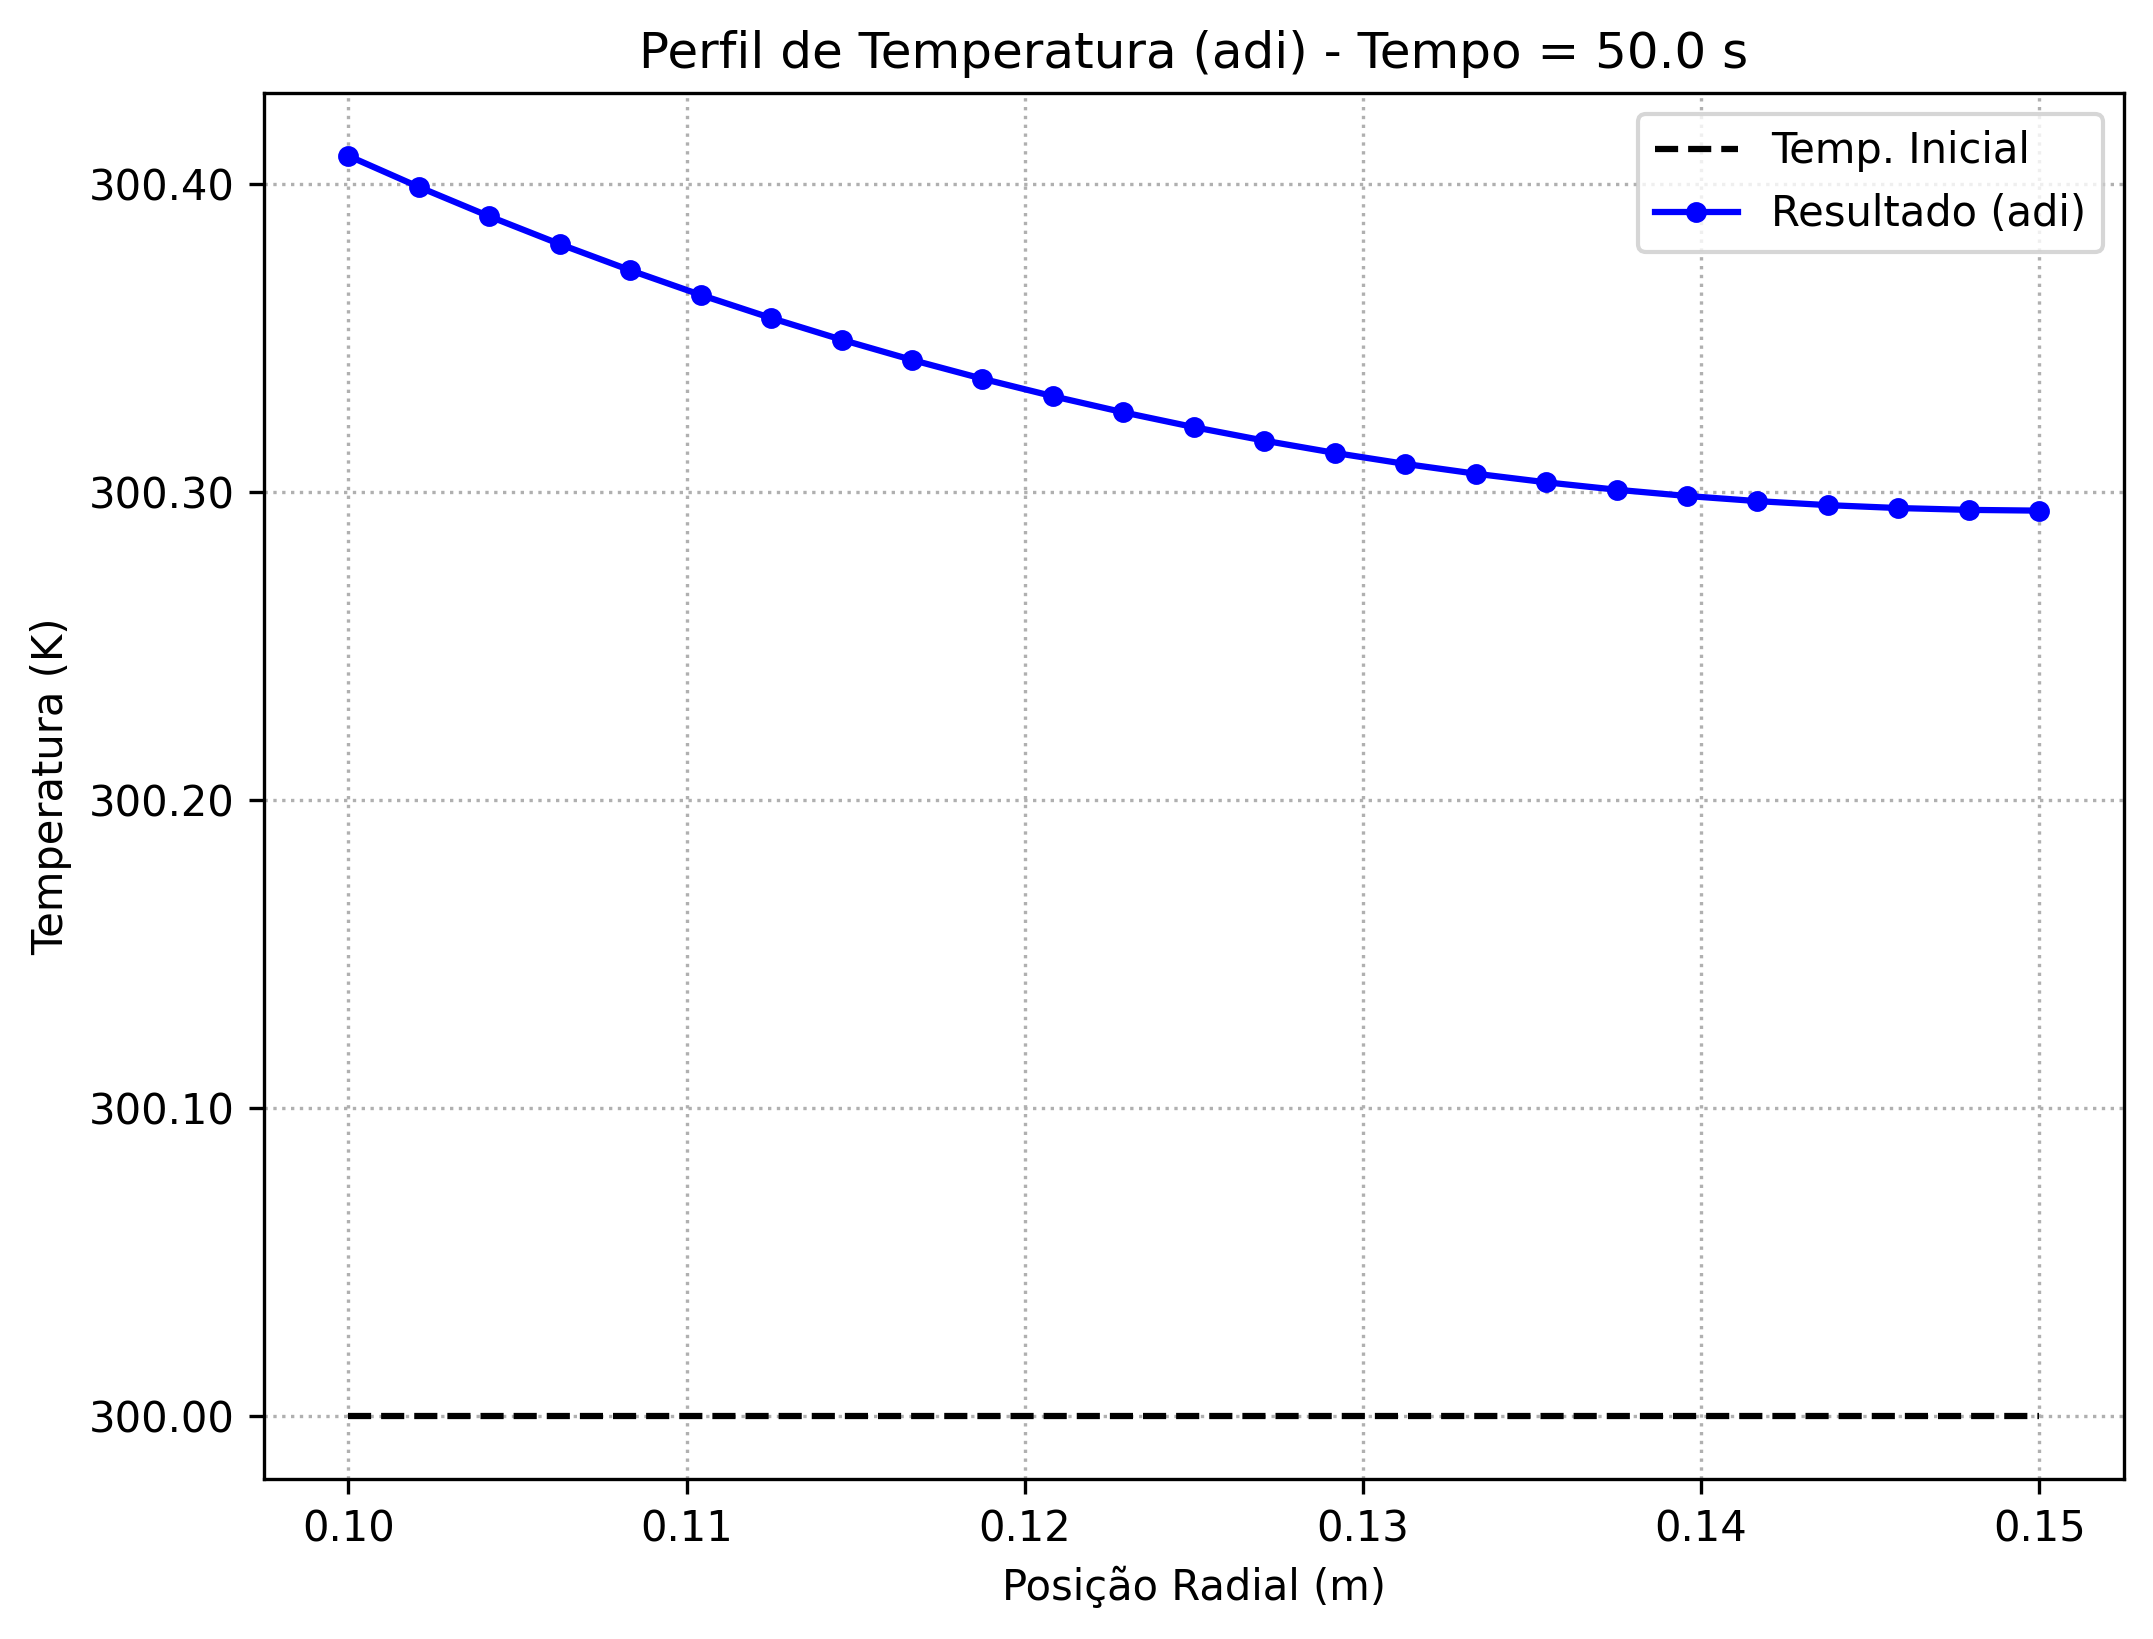 Perfil de Temperatura (adi) - Tempo = 50.0 s
Temp. Inicial
Resultado (adi)
Temperatura (K)
300.40
300.30
300.20
300.10
300.00
0.10 0.11 0.12 0.13 0.14 0.15
Posição Radial (m)